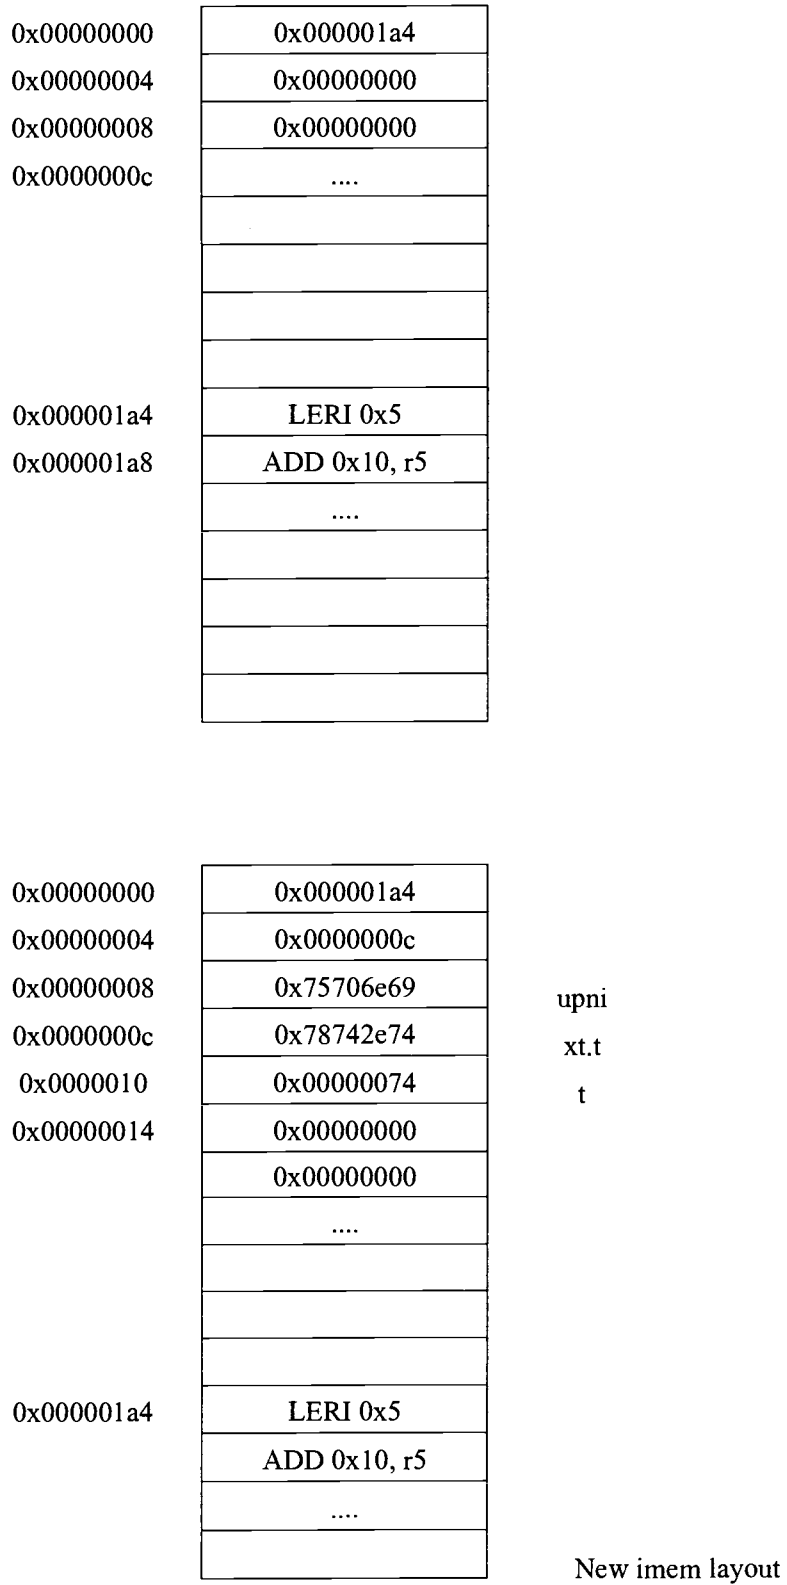 0x00000000 0x000001a4
0x00000004 0x00000000
0x00000008 0x00000000
0x0000000c ....
0x000001a4 LERI 0x5
0x000001a8 ADD 0x10, r5
....
0x00000000 0x000001a4
0x00000004 0x0000000c
0x00000008 0x75706e69 upni
0x0000000c 0x78742e74 xt.t
0x0000010 0x00000074 t
0x00000014 0x00000000
0x00000000
....
0x000001a4 LERI 0x5
ADD 0x10, r5
....
New imem layout